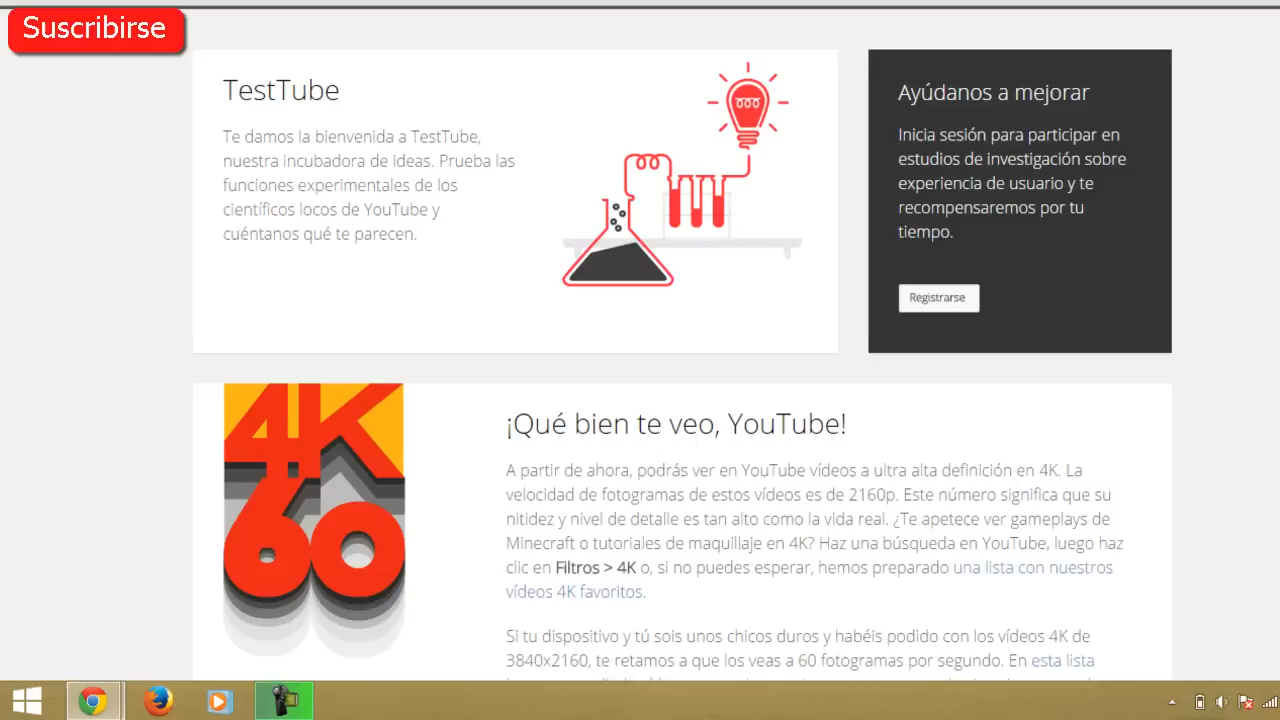 Suscribirse
TestTube
Te damos la bienvenida a TestTube,
nuestra incubadora de ideas. Prueba las
funciones experimentales de los
científicos locos de YouTube y
cuéntanos qué te parecen.
Ayúdanos a mejorar
Inicia sesión para participar en
estudios de investigación sobre
experiencia de usuario y te
recompensaremos por tu
tiempo.
Registrarse
4K
60
¡Qué bien te veo, YouTube!
A partir de ahora, podrás ver en YouTube vídeos a ultra alta definición en 4K. La
velocidad de fotogramas de estos vídeos es de 2160p. Este número significa que su
nitidez y nivel de detalle es tan alto como la vida real. ¿Te apetece ver gameplays de
Minecraft o tutoriales de maquillaje en 4K? Haz una búsqueda en YouTube, luego haz
clic en Filtros > 4K o, si no puedes esperar, hemos preparado una lista con nuestros
vídeos 4K favoritos.
Si tu dispositivo y tú sois unos chicos duros y habéis podido con los vídeos 4K de
3840x2160, te retamos a que los veas a 60 fotogramas por segundo. En esta lista